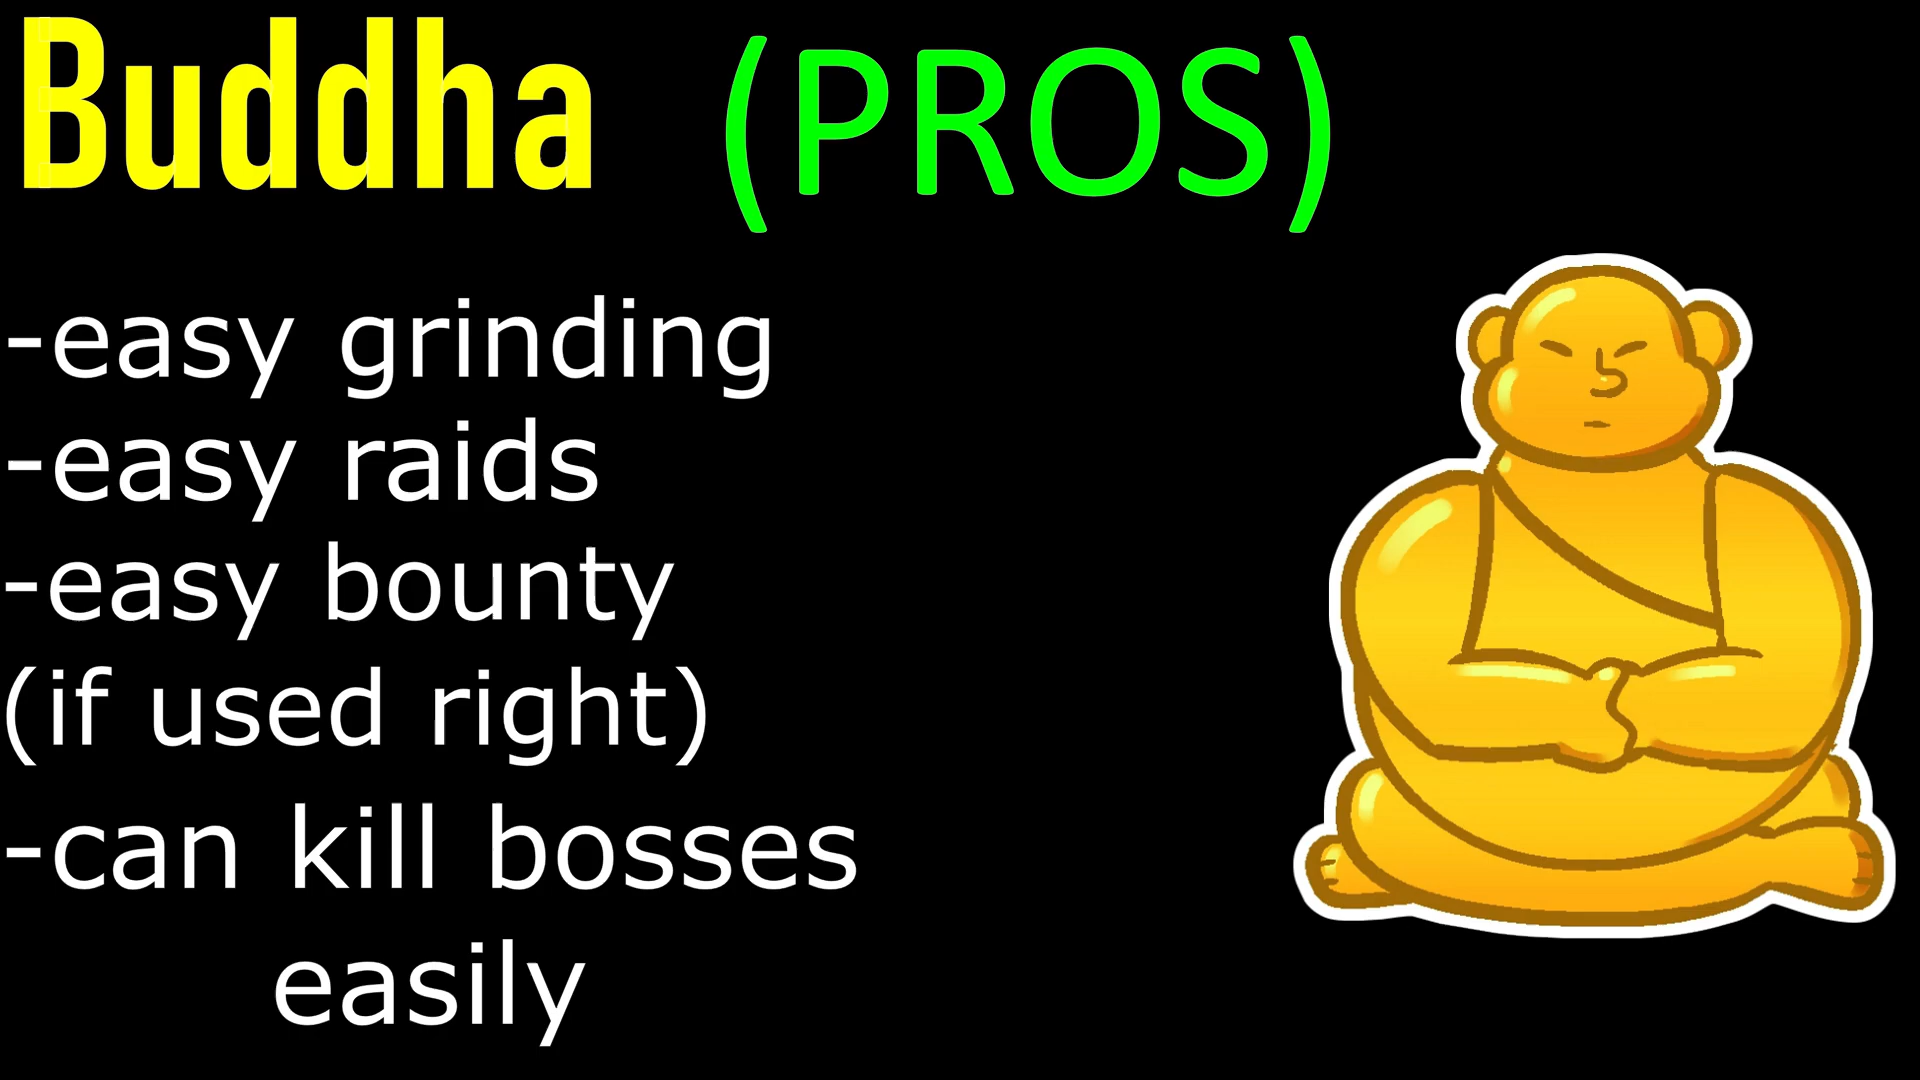 Buddha (PROS)
-easy grinding
-easy raids
-easy bounty
(if used right)
-can kill bosses
easily